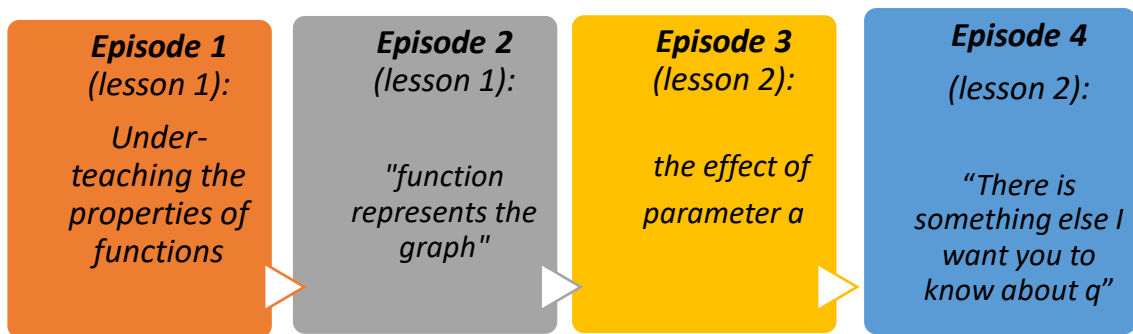 Episode 1
(lesson 1):
Under-
teaching the
properties of
functions
Episode 2
(lesson 1):
"function
represents the
graph"
Episode 3
(lesson 2):
the effect of
parameter a
Episode 4
(lesson 2):
“There is
something else I
want you to
know about q”